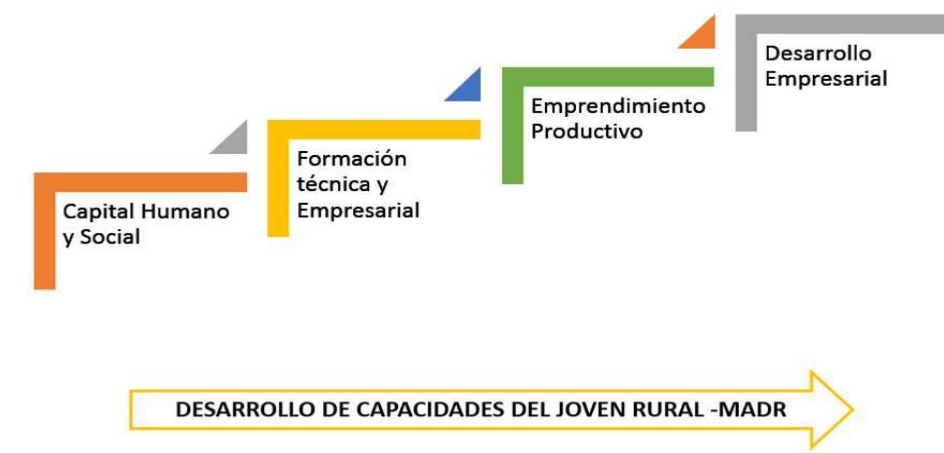 Capital Humano
y Social
Formación
técnica y
Empresarial
Emprendimiento
Productivo
Desarrollo
Empresarial
DESARROLLO DE CAPACIDADES DEL JOVEN RURAL -MADR